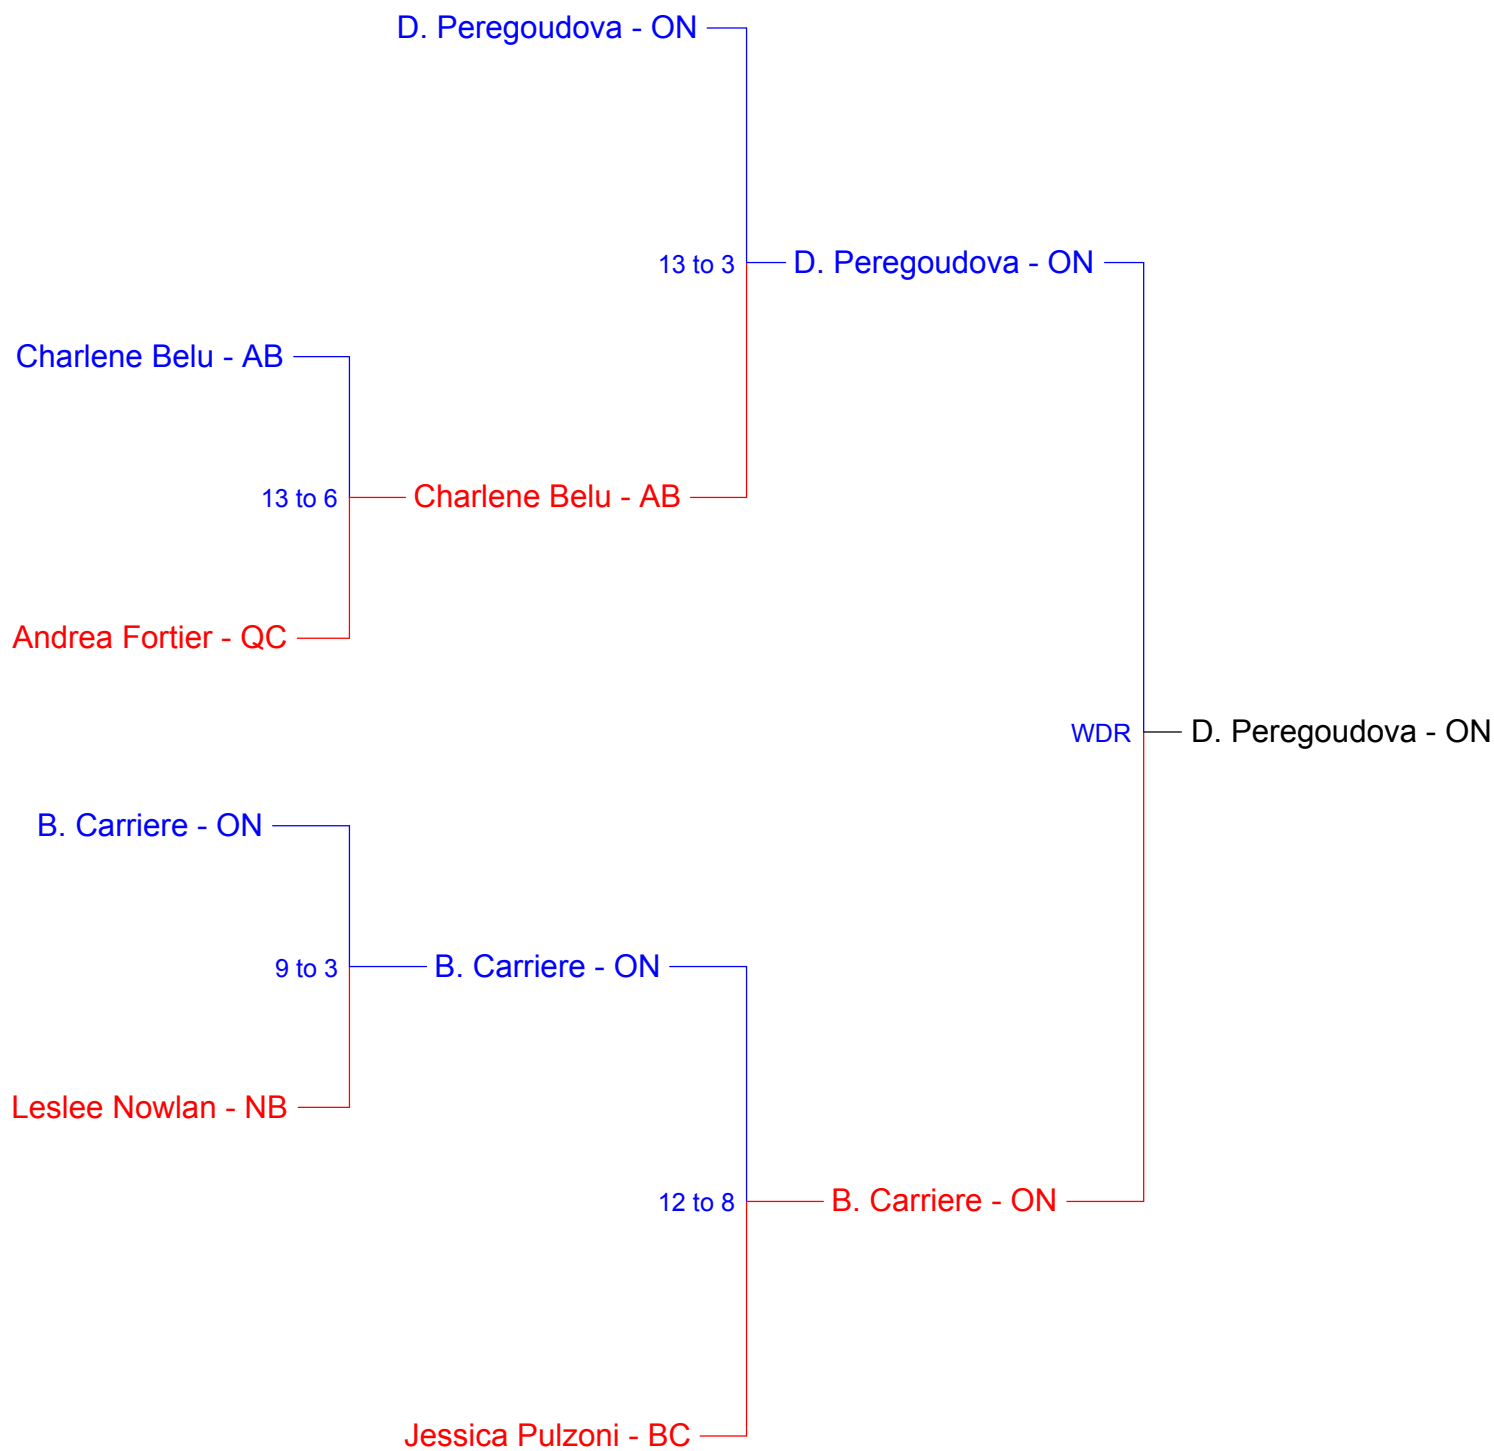 D. Peregoudova - ON
13 to 3
D. Peregoudova - ON
Charlene Belu - AB
13 to 6
Charlene Belu - AB
Andrea Fortier - QC
WDR
D. Peregoudova - ON
B. Carriere - ON
9 to 3
B. Carriere - ON
Leslee Nowlan - NB
12 to 8
B. Carriere - ON
Jessica Pulzoni - BC